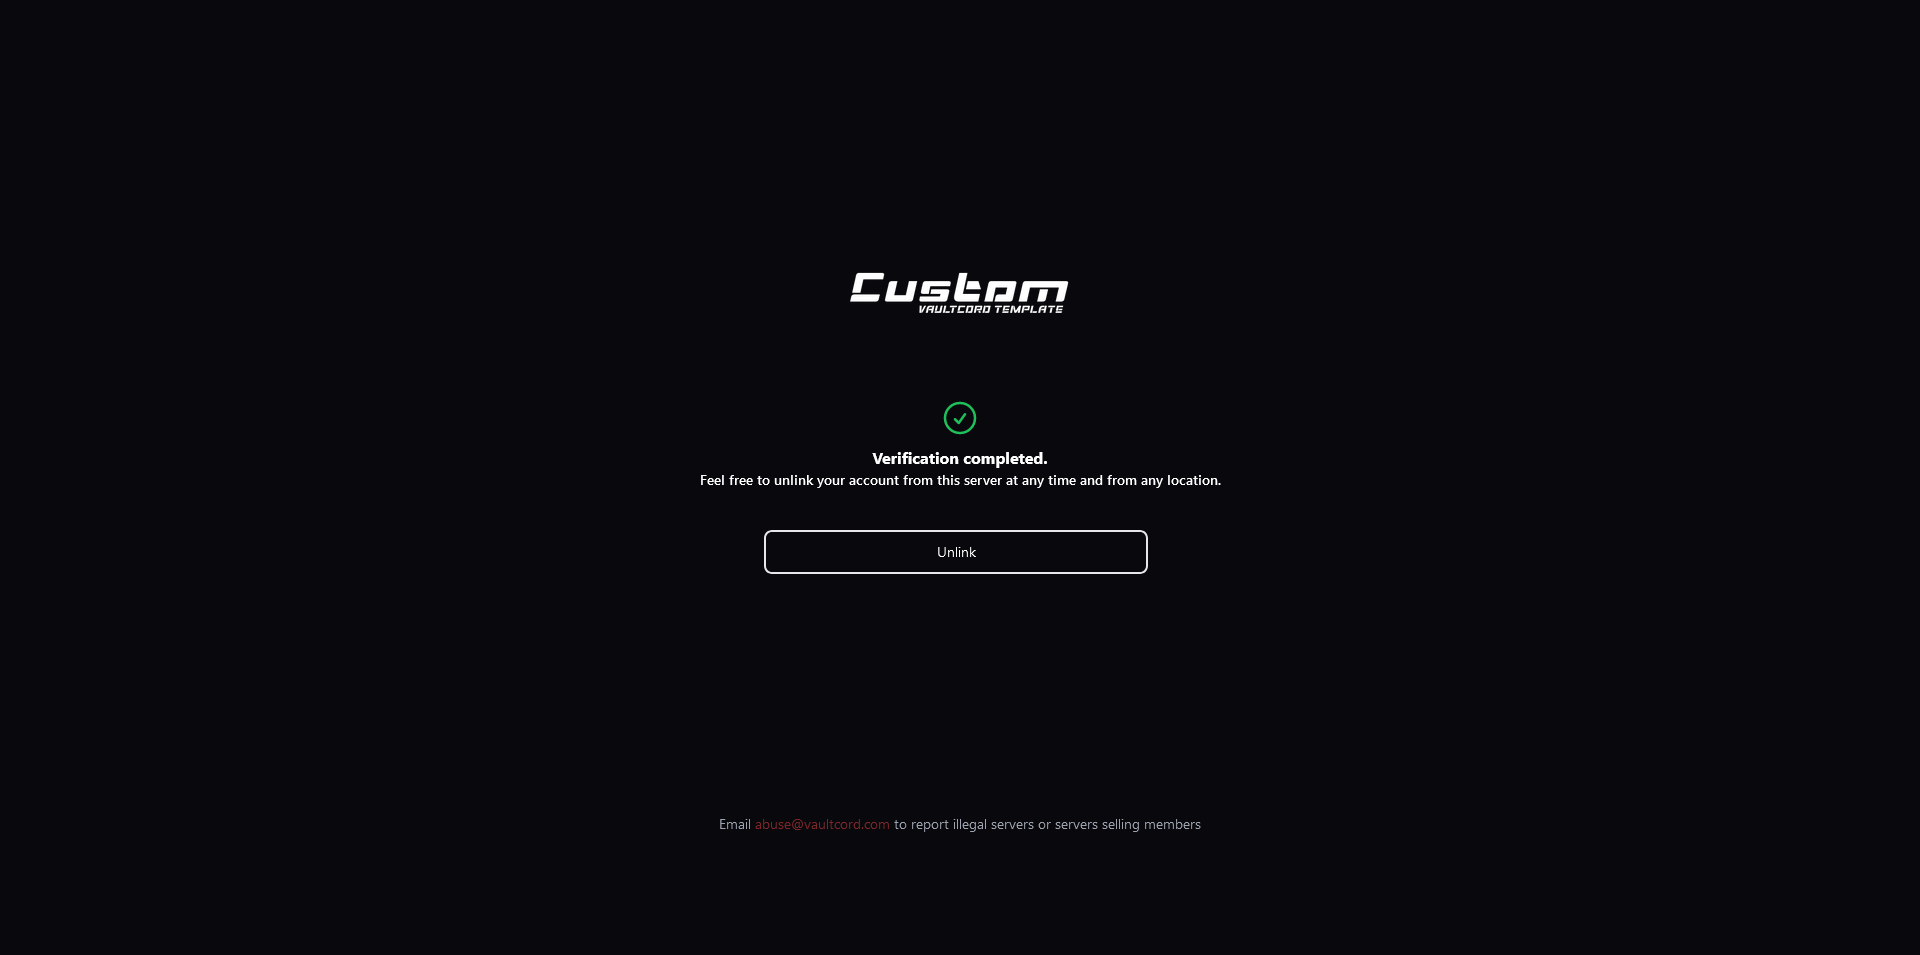 Custom
VAULTCORD TEMPLATE
Verification completed.
Feel free to unlink your account from this server at any time and from any location.
Unlink
Email abuse@vaultcord.com to report illegal servers or servers selling members